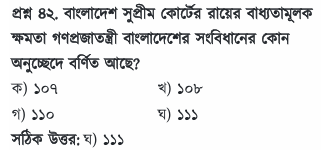 প্রশ্ন ৪২. বাংলাদেশ সুপ্রীম কোর্টের রায়ের বাধ্যতামূলক
ক্ষমতা গণপ্রজাতন্ত্রী বাংলাদেশের সংবিধানের কোন
অনুচ্ছেদে বর্ণিত আছে?
ক) ১০৭ খ) ১০৮
গ) ১১০ ঘ) ১১১
সঠিক উত্তর: ঘ) ১১১